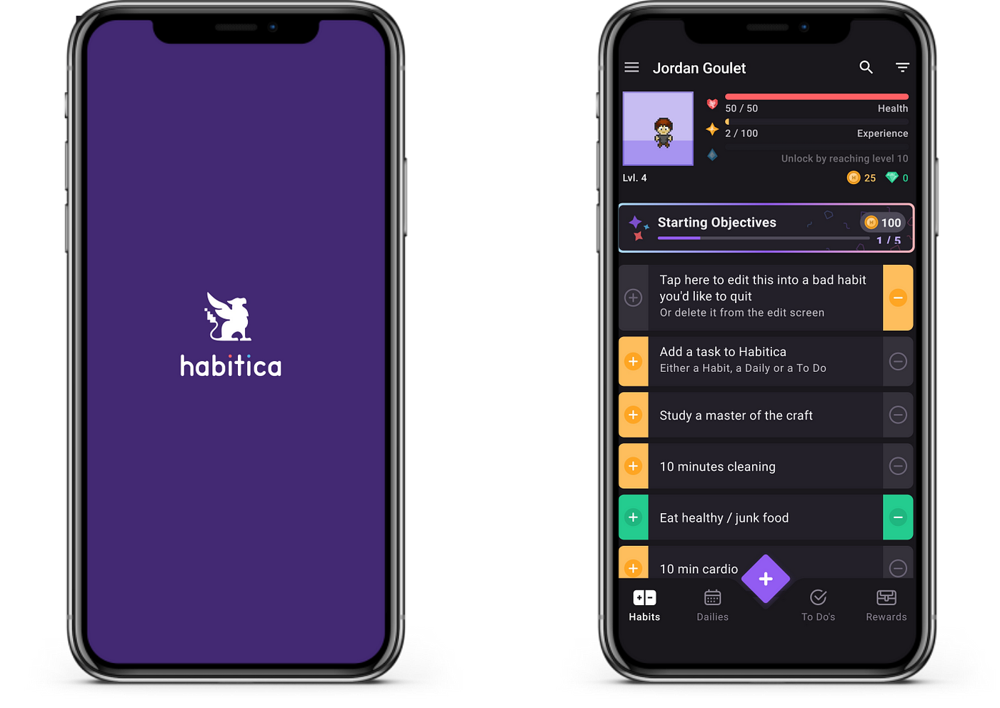 habitica
Jordan Goulet
50 / 50 Health
2 / 100 Experience
Unlock by reaching level 10
Lvl. 4 25 0
Starting Objectives 100
1 / 5
Tap here to edit this into a bad habit
you'd like to quit
Or delete it from the edit screen
Add a task to Habitica
Either a Habit, a Daily or a To Do
Study a master of the craft
10 minutes cleaning
Eat healthy / junk food
10 min cardio
Habits Dailies To Do's Rewards